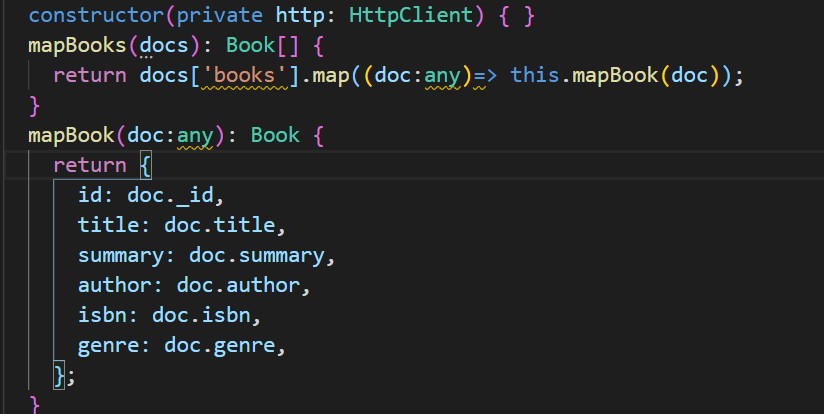 constructor(private http: HttpClient) { }
mapBooks(docs): Book[] {
return docs['books'].map((doc:any)=> this.mapBook(doc));
}
mapBook(doc:any): Book {
return {
id: doc._id,
title: doc.title,
summary: doc.summary,
author: doc.author,
isbn: doc.isbn,
genre: doc.genre,
};
}